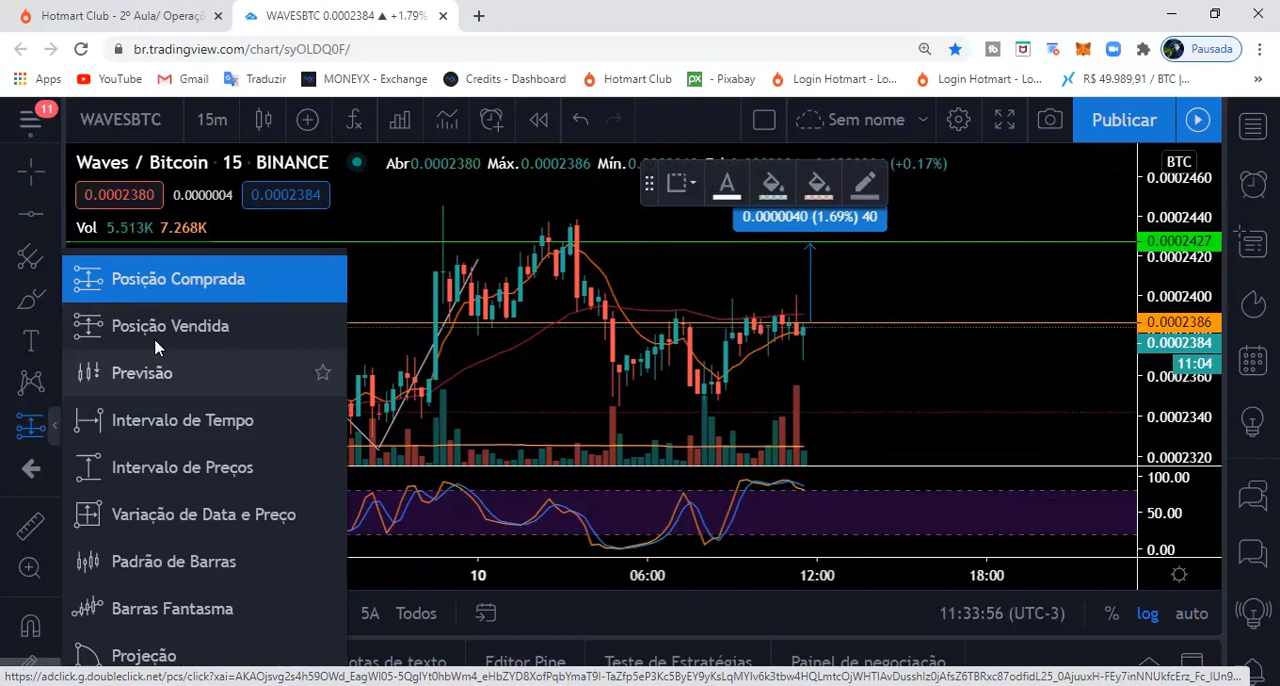 Hotmart Club - 2º Aula/ Operaçõ
WAVESBTC 0.0002384 ▲ +1.79%
br.tradingview.com/chart/syOLDQ0F/
Pausada
Apps YouTube Gmail Traduzir MONEYX - Exchange Credits - Dashboard Hotmart Club - Pixabay Login Hotmart - Lo... Login Hotmart - Lo... R$ 49.989,91 / BTC |... »
11
WAVESBTC 15m Sem nome Publicar
Waves / Bitcoin · 15 · BINANCE Abr0.0002380 Máx.0.0002386 Mín.0. (+0.17%)
BTC
0.0002380 0.0000004 0.0002384
Vol 5.513K 7.268K
0.0000040 (1.69%) 40
0.0002460
0.0002440
0.0002427
0.0002420
0.0002400
0.0002386
0.0002384
11:04
0.0002360
0.0002340
0.0002320
Posição Comprada
Posição Vendida
Previsão
Intervalo de Tempo
Intervalo de Preços
Variação de Data e Preço
Padrão de Barras
Barras Fantasma
Projeção
100.00
50.00
0.00
10 06:00 12:00 18:00
5A Todos 11:33:56 (UTC-3) % log auto
otas de texto Editor Pine Teste de Estratégias Painel de negociação